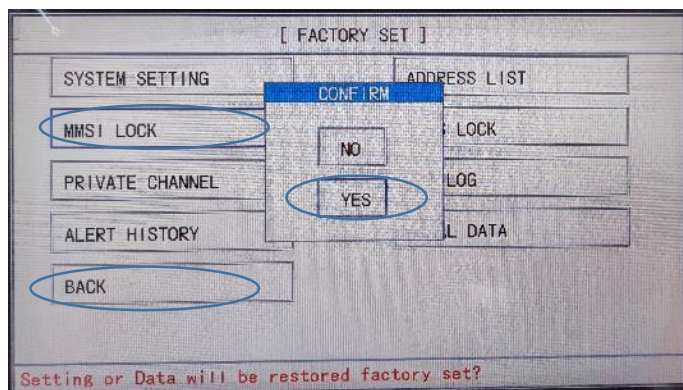 [ FACTORY SET ]
SYSTEM SETTING
ADDRESS LIST
CONFIRM
MMSI LOCK
LOCK
NO
PRIVATE CHANNEL
LOG
YES
ALERT HISTORY
DATA
BACK
Setting or Data will be restored factory set?